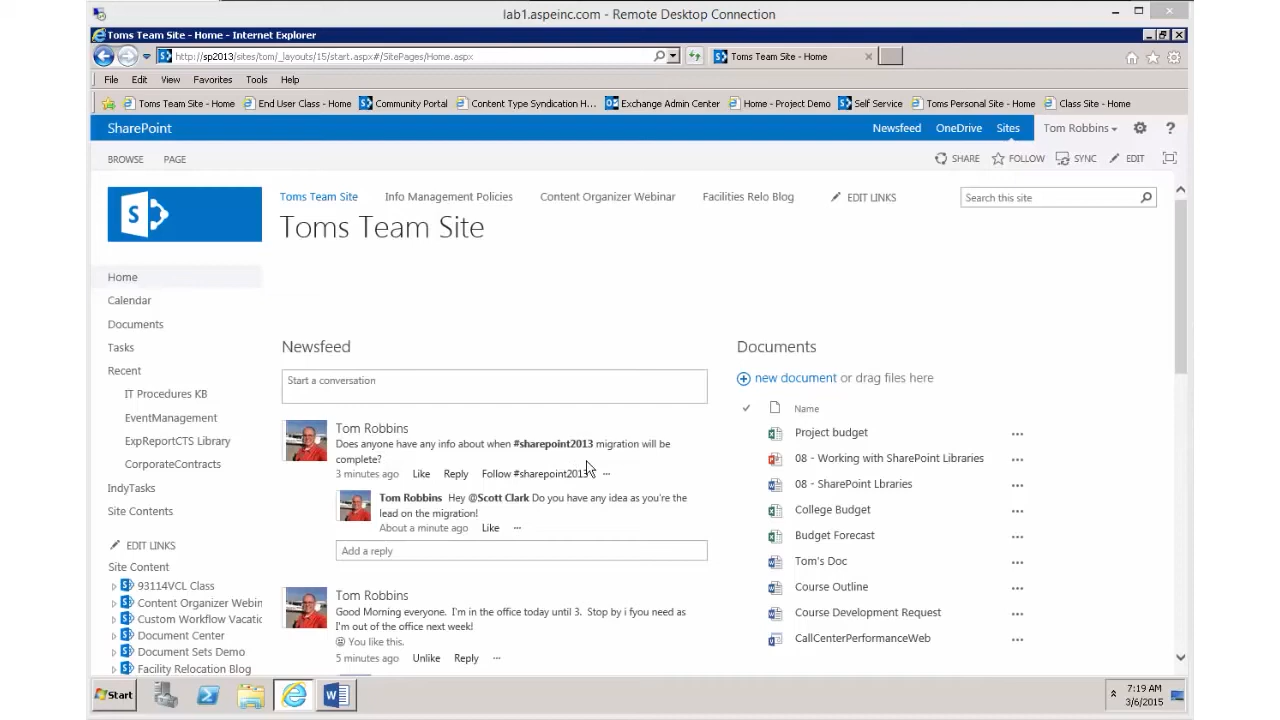 lab1.aspeinc.com - Remote Desktop Connection
Toms Team Site - Home - Internet Explorer
http://sp2013/sites/tom/_layouts/15/start.aspx#/SitePages/Home.aspx
Toms Team Site - Home
File Edit View Favorites Tools Help
Toms Team Site - Home End User Class - Home Community Portal Content Type Syndication H... Exchange Admin Center Home - Project Demo Self Service Toms Personal Site - Home Class Site - Home
SharePoint Newsfeed OneDrive Sites Tom Robbins ?
BROWSE PAGE SHARE FOLLOW SYNC EDIT
Toms Team Site Info Management Policies Content Organizer Webinar Facilities Relo Blog EDIT LINKS Search this site
Toms Team Site
Home
Calendar
Documents
Tasks
Recent
IT Procedures KB
EventManagement
ExpReportCTS Library
CorporateContracts
IndyTasks
Site Contents
EDIT LINKS
Site Content
93114VCL Class
Content Organizer Webin
Custom Workflow Vacatio
Document Center
Document Sets Demo
Facility Relocation Blog
Newsfeed
Start a conversation
Tom Robbins
Does anyone have any info about when #sharepoint2013 migration will be
complete?
3 minutes ago Like Reply Follow #sharepoint2013 ...
Tom Robbins Hey @Scott Clark Do you have any idea as you're the
lead on the migration!
About a minute ago Like ...
Add a reply
Tom Robbins
Good Morning everyone. I'm in the office today until 3. Stop by i fyou need as
I'm out of the office next week!
You like this.
5 minutes ago Unlike Reply ...
Documents
new document or drag files here
Name
Project budget ...
08 - Working with SharePoint Libraries ...
08 - SharePoint Lbraries ...
College Budget ...
Budget Forecast ...
Tom's Doc ...
Course Outline ...
Course Development Request ...
CallCenterPerformanceWeb ...
Start
7:19 AM
3/6/2015